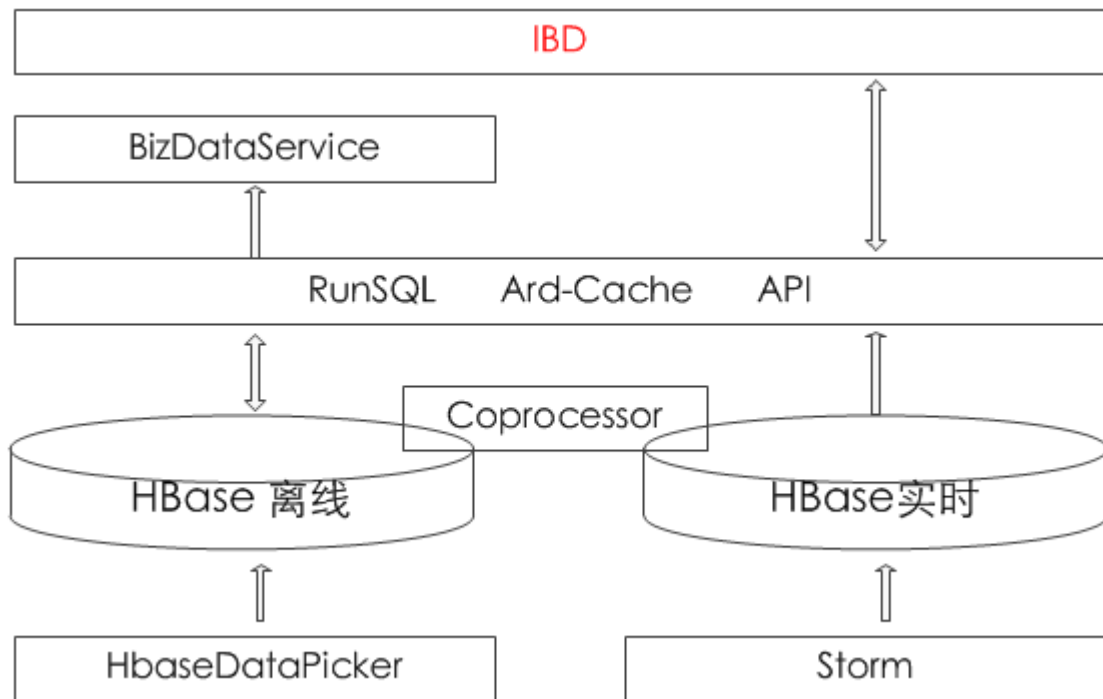 IBD
BizDataService
RunSQL Ard-Cache API
Coprocessor
HBase 离线
HBase实时
HbaseDataPicker
Storm